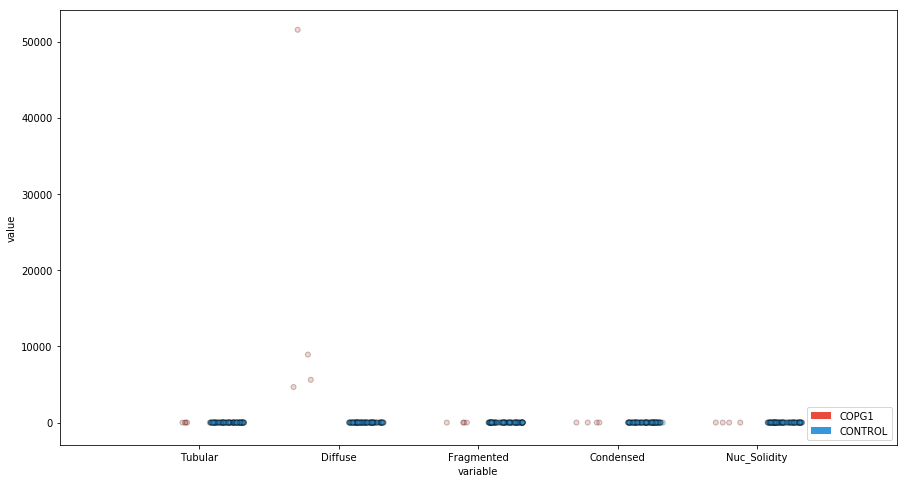 50000
40000
30000
20000
10000
0
value
Tubular
Diffuse
Fragmented
Condensed
Nuc_Solidity
variable
COPG1
CONTROL